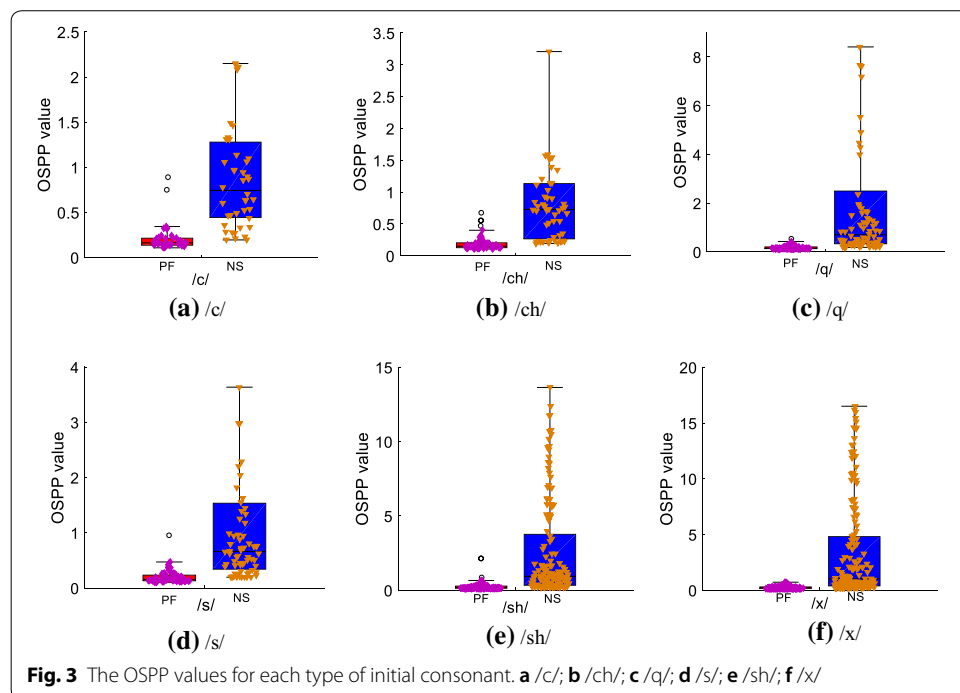 2.5
2
1.5
1
0.5
0
OSPP value
PF NS
/c/
(a) /c/
3.5
3
2.5
2
1.5
1
0.5
0
OSPP value
PF NS
/ch/
(b) /ch/
8
6
4
2
0
OSPP value
PF NS
/q/
(c) /q/
4
3
2
1
0
OSPP value
PF NS
/s/
(d) /s/
15
10
5
0
OSPP value
PF NS
/sh/
(e) /sh/
20
15
10
5
0
OSPP value
PF NS
/x/
(f) /x/
Fig. 3 The OSPP values for each type of initial consonant. a /c/; b /ch/; c /q/; d /s/; e /sh/; f /x/